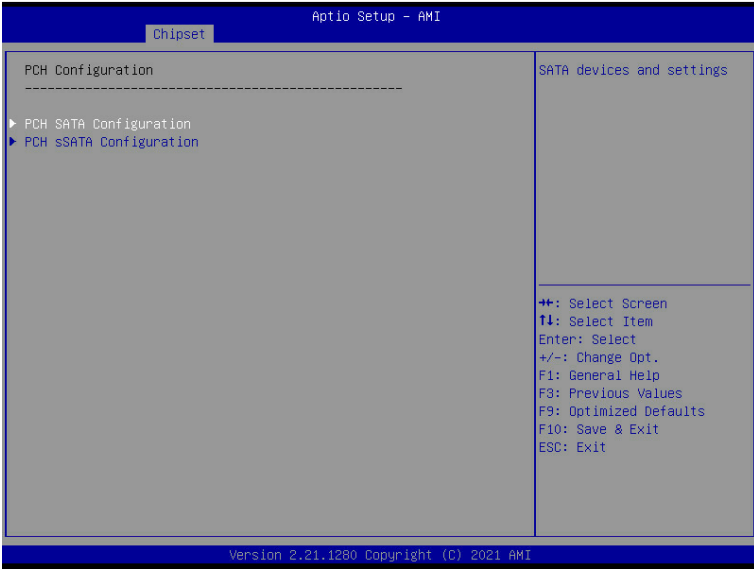 Aptio Setup – AMI
Chipset
PCH Configuration
--------------------------------------------------
▶ PCH SATA Configuration
▶ PCH sSATA Configuration
SATA devices and settings
→←: Select Screen
↑↓: Select Item
Enter: Select
+/-: Change Opt.
F1: General Help
F3: Previous Values
F9: Optimized Defaults
F10: Save & Exit
ESC: Exit
Version 2.21.1280 Copyright (C) 2021 AMI